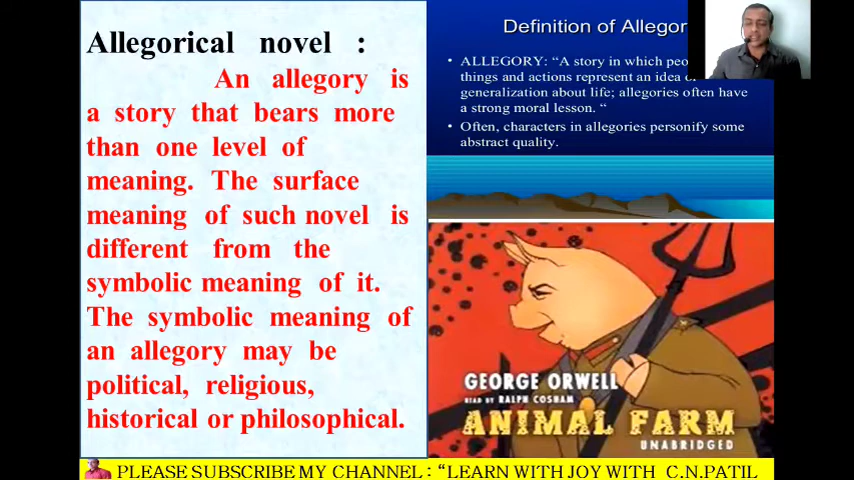 Allegorical novel :
An allegory is
a story that bears more
than one level of
meaning. The surface
meaning of such novel is
different from the
symbolic meaning of it.
The symbolic meaning of
an allegory may be
political, religious,
historical or philosophical.
Definition of Allegor
• ALLEGORY: “A story in which
things and actions represent an idea
generalization about life; allegories often have
a strong moral lesson. “
• Often, characters in allegories personify some
abstract quality.
GEORGE ORWELL
READ BY RALPH COSHAM
ANIMAL FARM
UNABRIDGED
PLEASE SUBSCRIBE MY CHANNEL : “LEARN WITH JOY WITH C.N.PATIL